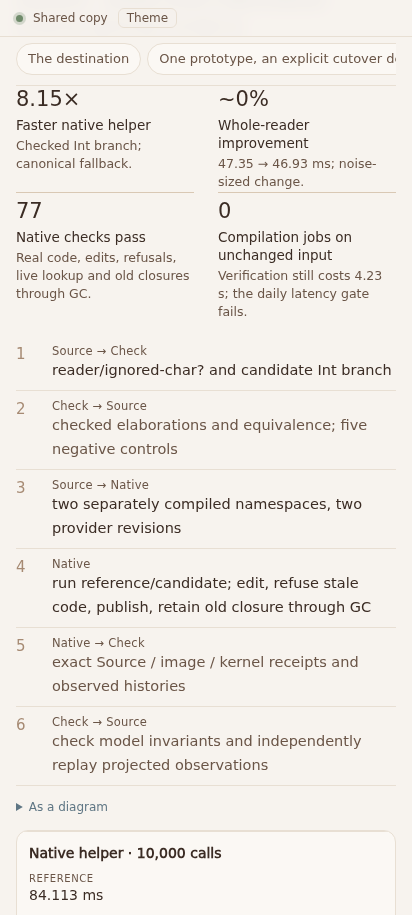 Shared copy
Theme
The destination
One prototype, an explicit cutover
8.15×
Faster native helper
Checked Int branch;
canonical fallback.
~0%
Whole-reader
improvement
47.35 → 46.93 ms; noise-
sized change.
77
Native checks pass
Real code, edits, refusals,
live lookup and old closures
through GC.
0
Compilation jobs on
unchanged input
Verification still costs 4.23
s; the daily latency gate
fails.
1
Source → Check
reader/ignored-char? and candidate Int branch
2
Check → Source
checked elaborations and equivalence; five
negative controls
3
Source → Native
two separately compiled namespaces, two
provider revisions
4
Native
run reference/candidate; edit, refuse stale
code, publish, retain old closure through GC
5
Native → Check
exact Source / image / kernel receipts and
observed histories
6
Check → Source
check model invariants and independently
replay projected observations
As a diagram
Native helper · 10,000 calls
REFERENCE
84.113 ms